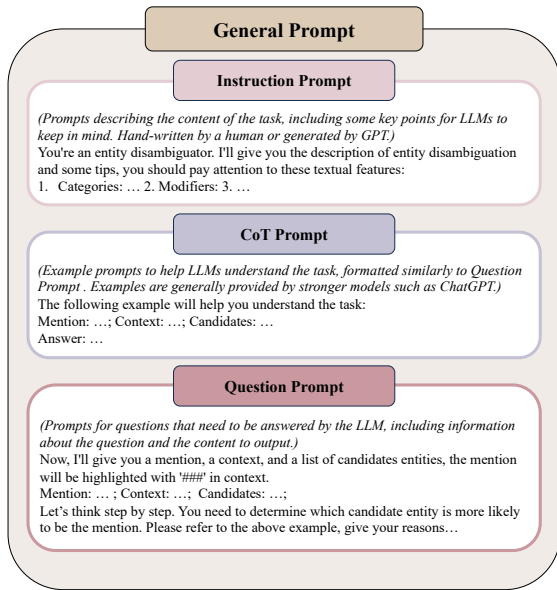 General Prompt
Instruction Prompt
(Prompts describing the content of the task, including some key points for LLMs to
keep in mind. Hand-written by a human or generated by GPT.)
You're an entity disambiguator. I'll give you the description of entity disambiguation
and some tips, you should pay attention to these textual features:
1. Categories: … 2. Modifiers: 3. …
CoT Prompt
(Example prompts to help LLMs understand the task, formatted similarly to Question
Prompt . Examples are generally provided by stronger models such as ChatGPT.)
The following example will help you understand the task:
Mention: …; Context: …; Candidates: …
Answer: …
Question Prompt
(Prompts for questions that need to be answered by the LLM, including information
about the question and the content to output.)
Now, I'll give you a mention, a context, and a list of candidates entities, the mention
will be highlighted with '###' in context.
Mention: … ; Context: …; Candidates: …;
Let’s think step by step. You need to determine which candidate entity is more likely
to be the mention. Please refer to the above example, give your reasons…